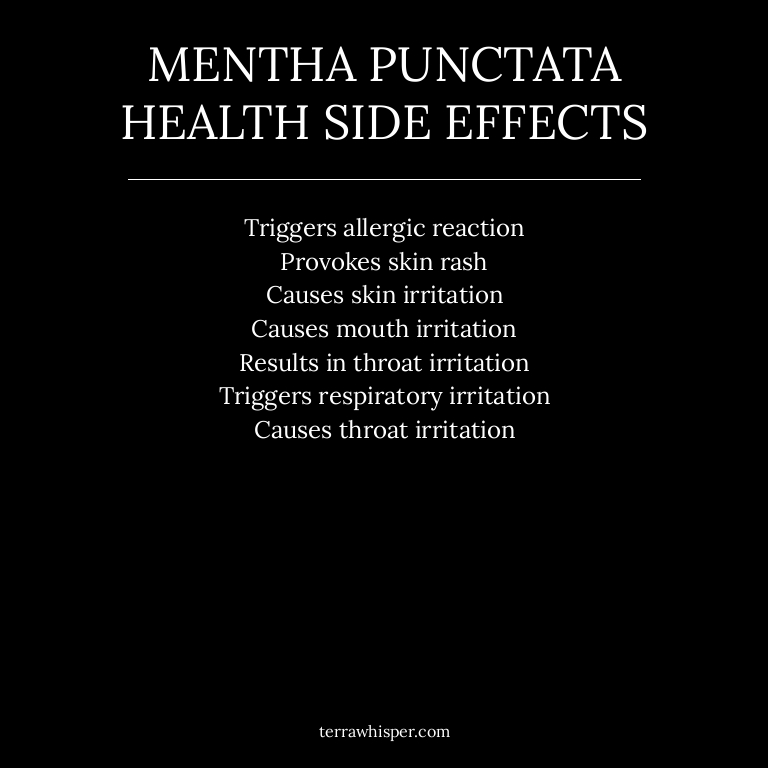 MENTHA PUNCTATA
HEALTH SIDE EFFECTS
Triggers allergic reaction
Provokes skin rash
Causes skin irritation
Causes mouth irritation
Results in throat irritation
Triggers respiratory irritation
Causes throat irritation
terrawhisper.com